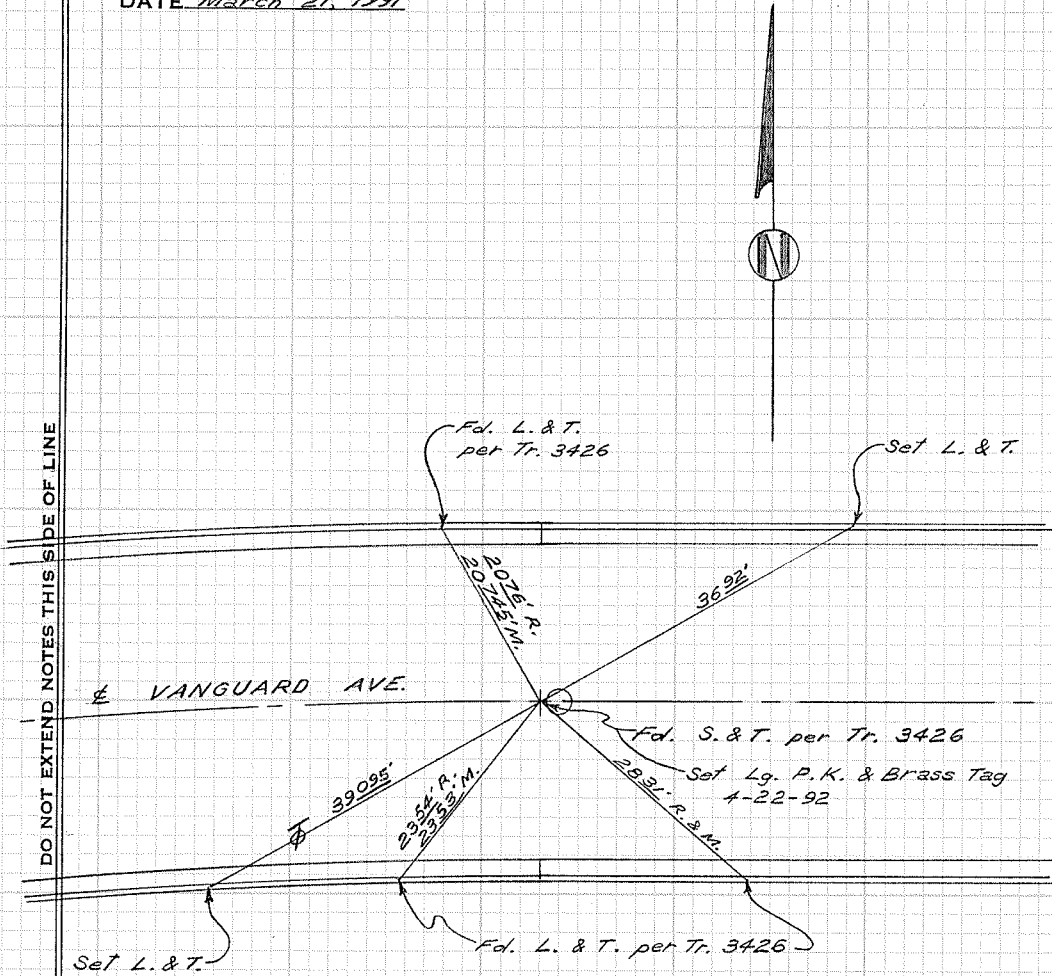 DATE March 21, 1991
N
DO NOT EXTEND NOTES THIS SIDE OF LINE
Fd. L. & T.
per Tr. 3426
Set L. & T.
20.76' R.
20.745' M.
36.92'
℄ VANGUARD AVE.
Fd. S. & T. per Tr. 3426
Set Lg. P.K. & Brass Tag
4-22-92
39.095'
23.54' R.
23.53' M.
28.31' R. & M.
Fd. L. & T. per Tr. 3426
Set L. & T.